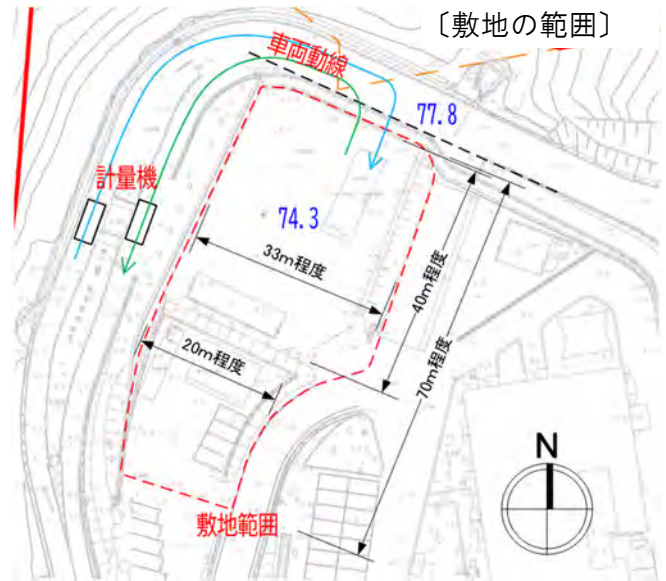 〔敷地の範囲〕
車両動線
77.8
計量機
74.3
33m程度
40m程度
70m程度
20m程度
N
敷地範囲